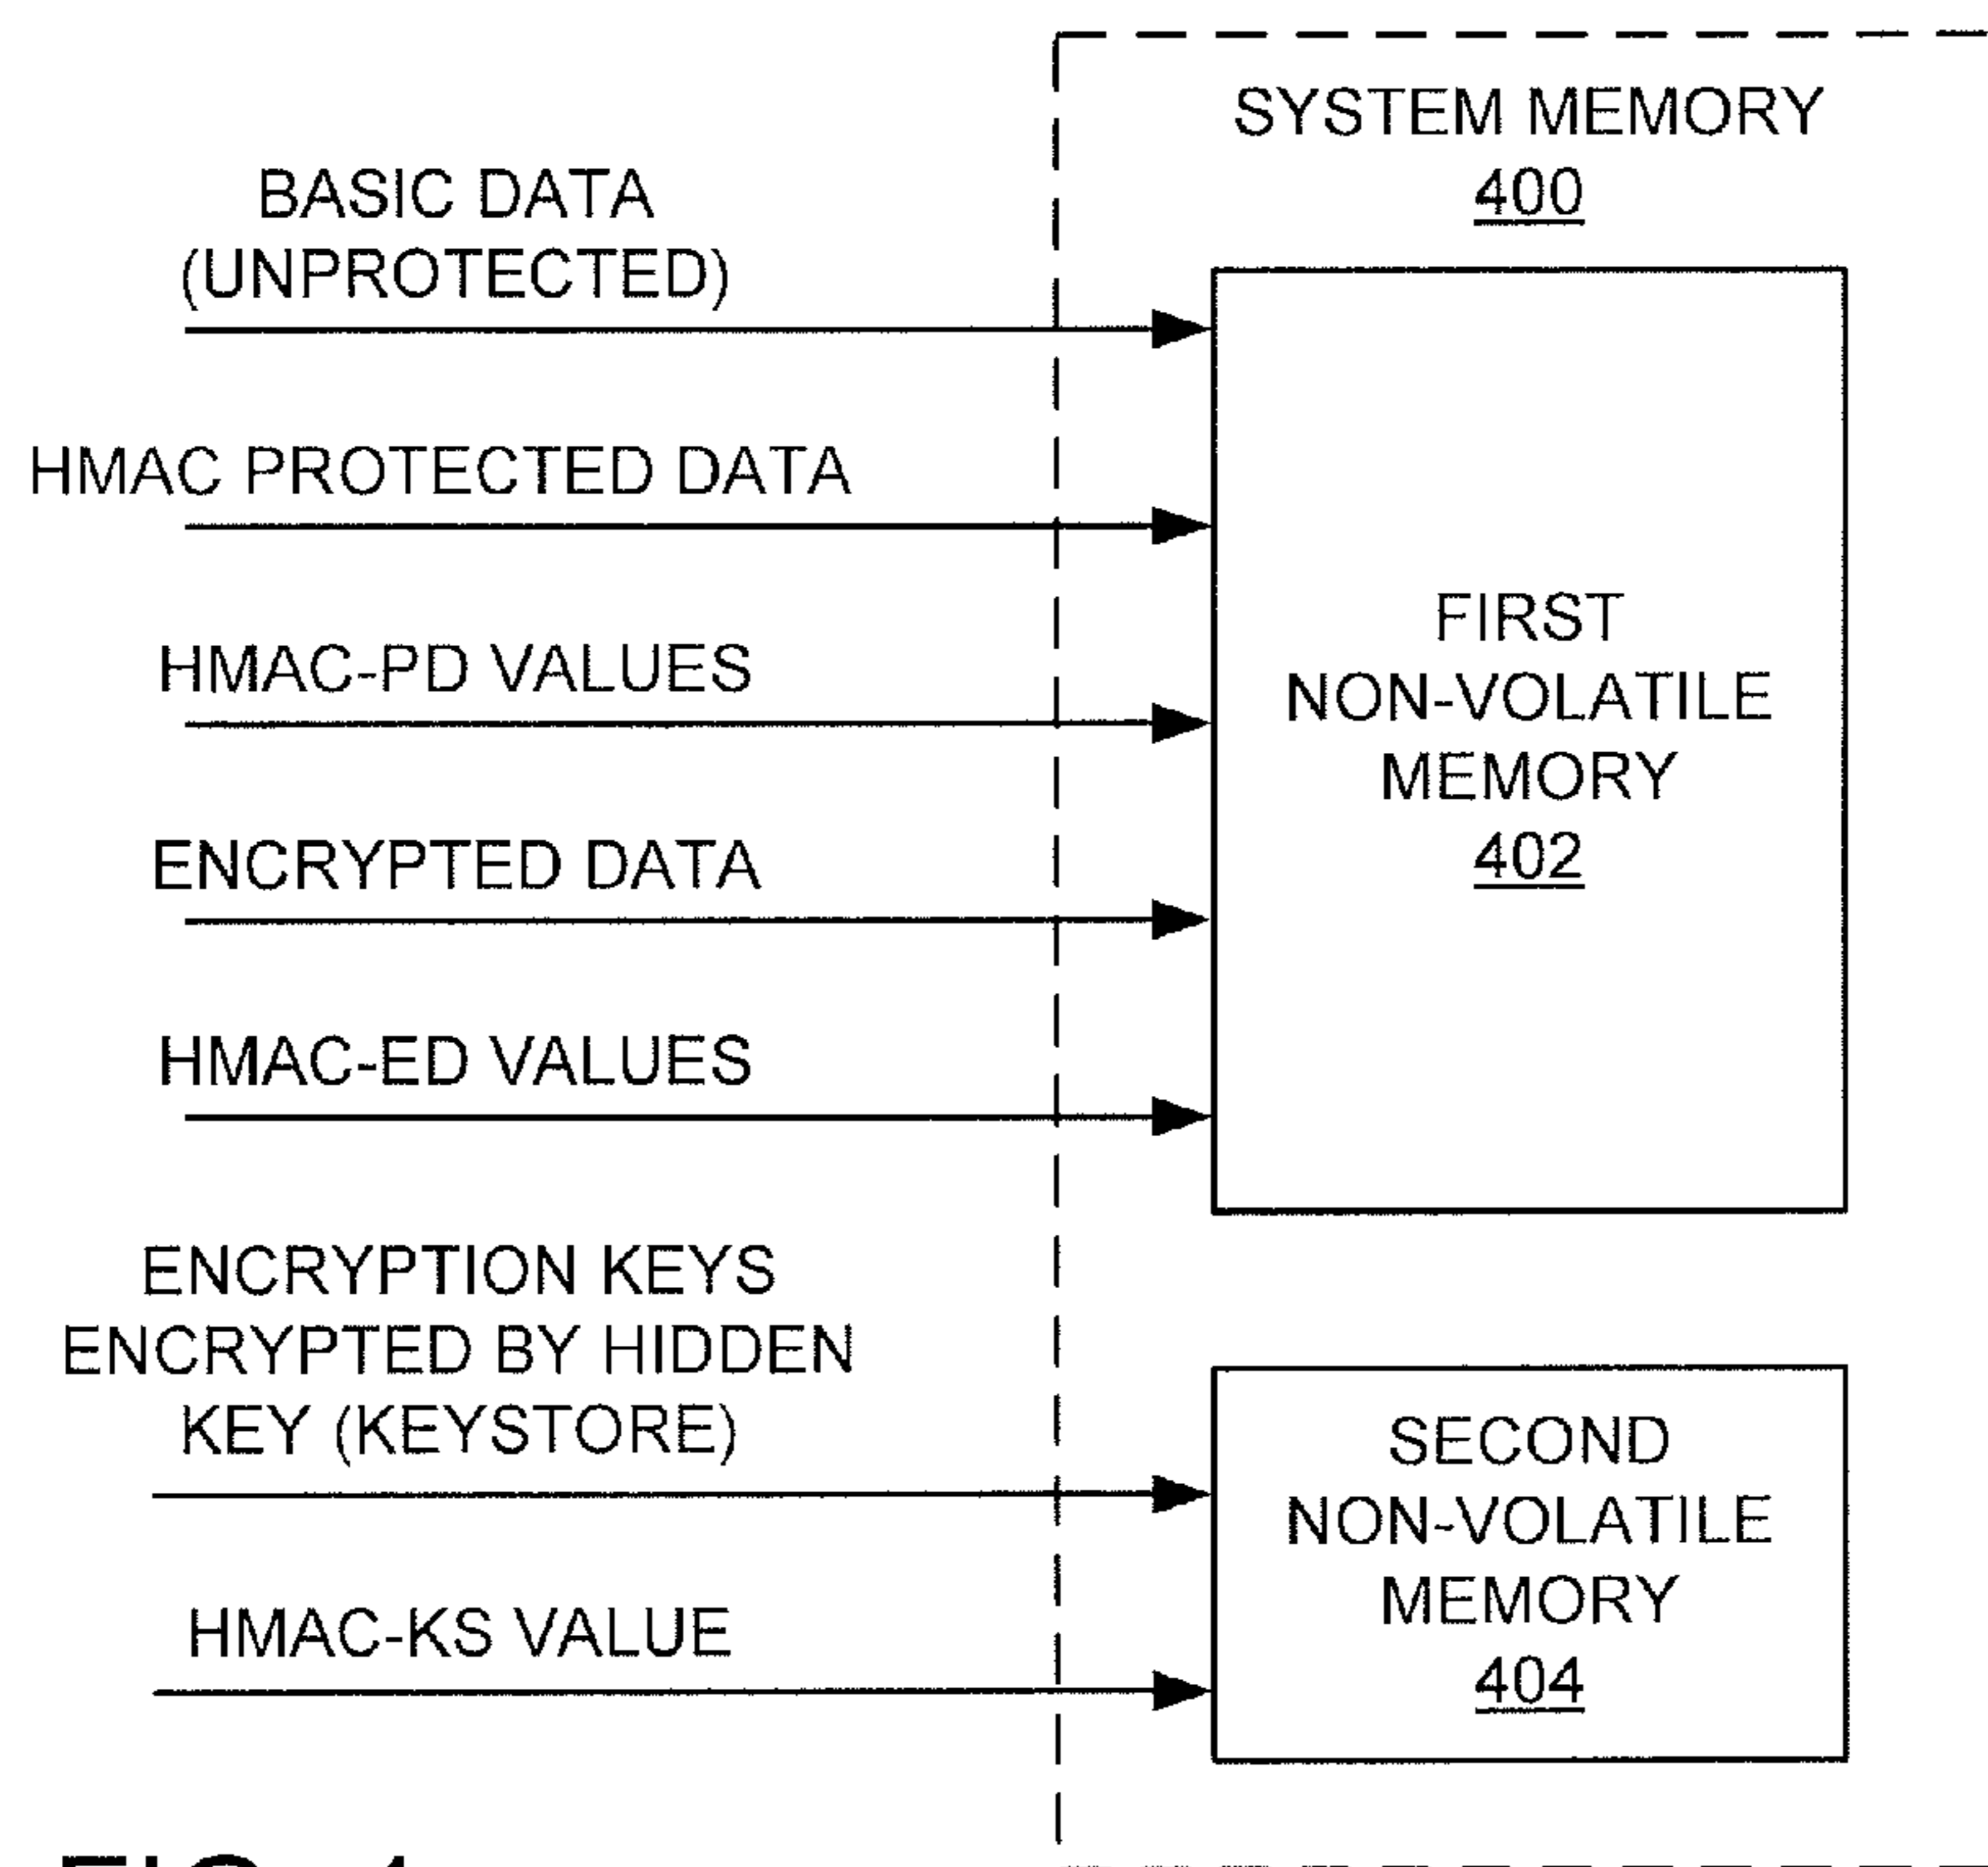 SYSTEM MEMORY
400
BASIC DATA
(UNPROTECTED)
HMAC PROTECTED DATA
HMAC-PD VALUES
ENCRYPTED DATA
HMAC-ED VALUES
FIRST
NON-VOLATILE
MEMORY
402
ENCRYPTION KEYS
ENCRYPTED BY HIDDEN
KEY (KEYSTORE)
HMAC-KS VALUE
SECOND
NON-VOLATILE
MEMORY
404